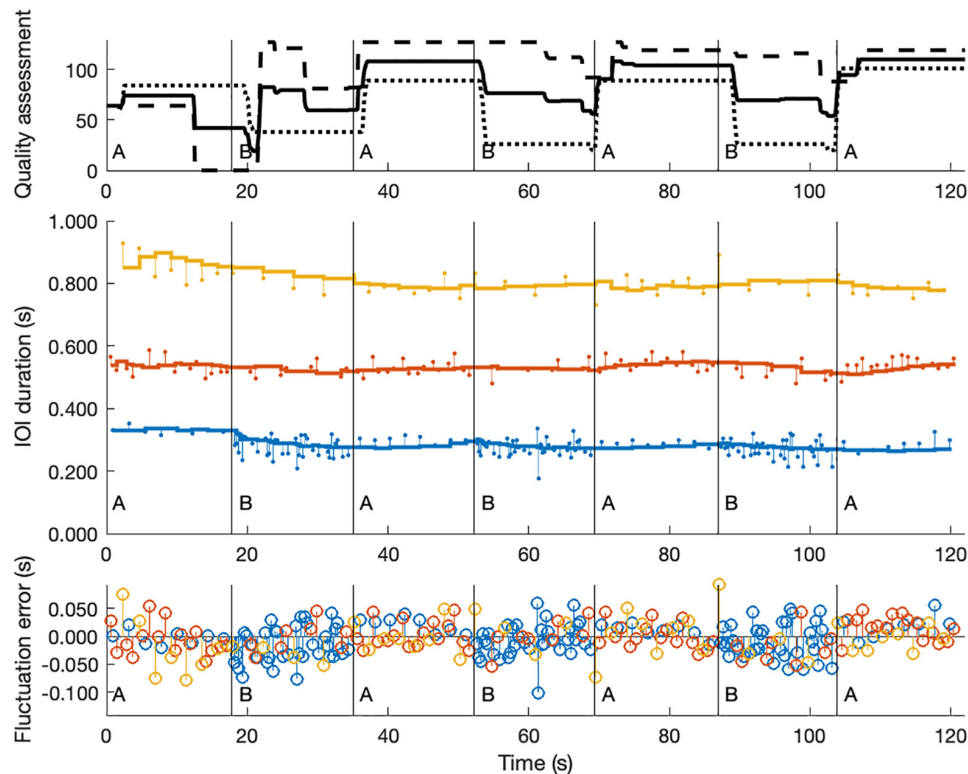 Quality assessment
100
50
0
A B A B A B A
0 20 40 60 80 100 120
IOI duration (s)
1.000
0.800
0.600
0.400
0.200
0.000
A B A B A B A
0 20 40 60 80 100 120
Fluctuation error (s)
0.050
0.000
-0.050
-0.100
A B A B A B A
0 20 40 60 80 100 120
Time (s)